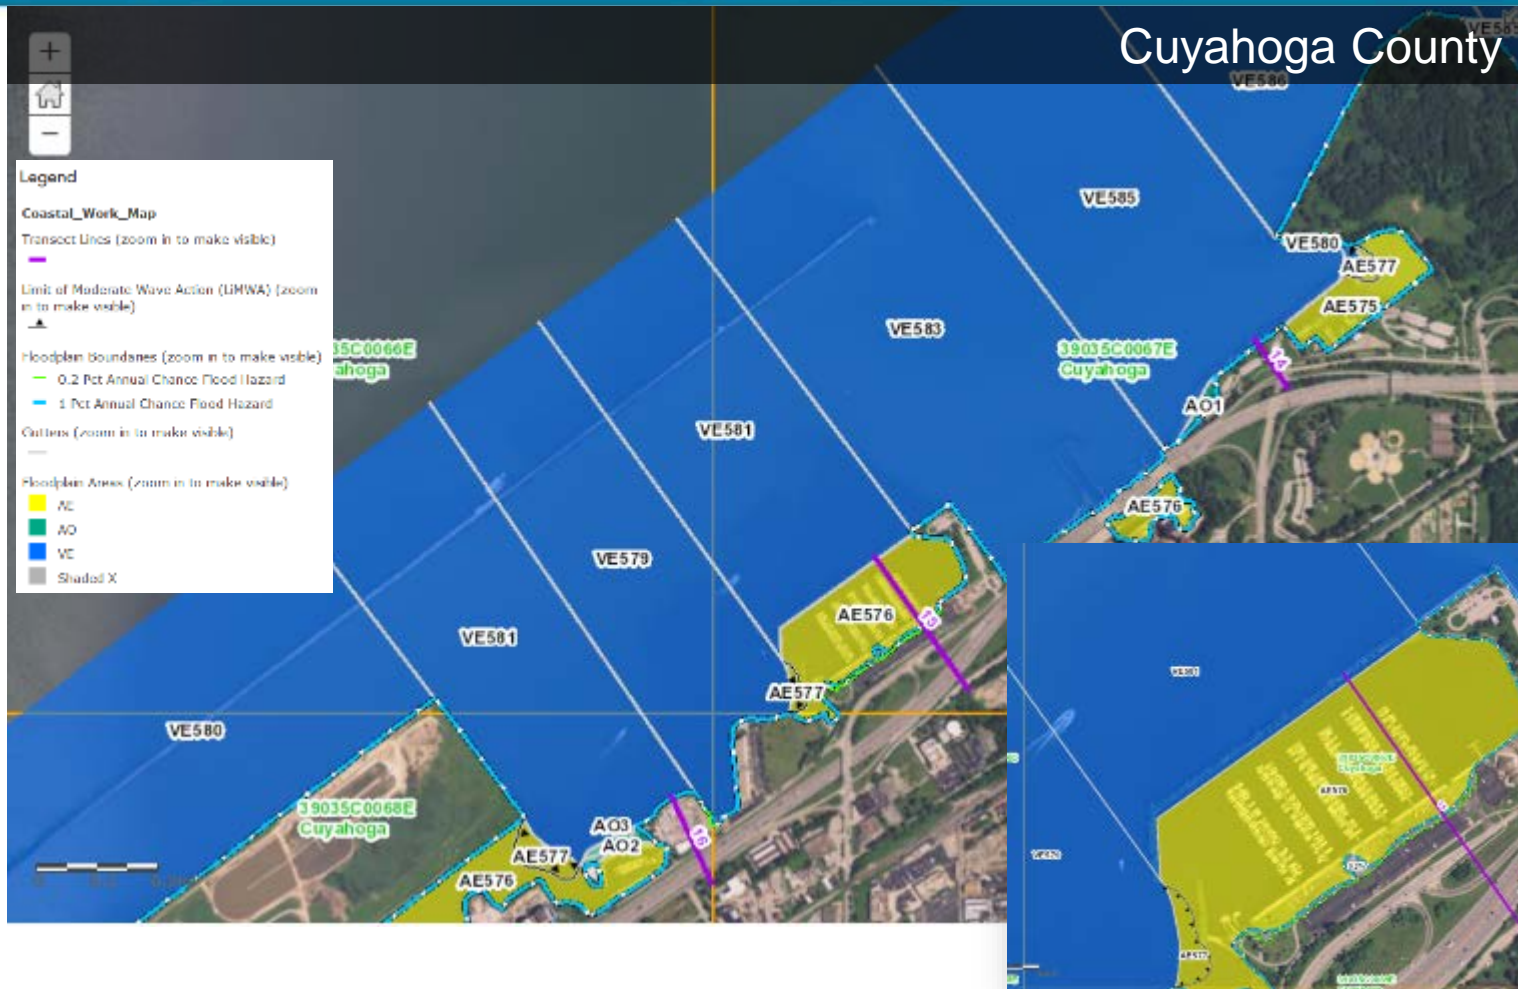 Cuyahoga County
+
−
Legend
Coastal_Work_Map
Transect Lines (zoom in to make visible)
Limit of Moderate Wave Action (LiMWA) (zoom
in to make visible)
Floodplain Boundaries (zoom in to make visible)
0.2 Pct Annual Chance Flood Hazard
1 Pct Annual Chance Flood Hazard
Gutters (zoom in to make visible)
Floodplain Areas (zoom in to make visible)
AE
AO
VE
Shaded X
VE586
VE585
VE580
AE577
AE575
VE583
35C0066E
ahoga
39035C0067E
Cuyahoga
14
AO1
VE581
AE576
VE579
AE576
15
VE581
AE577
VE580
39035C0068E
Cuyahoga
AO3
AO2
16
AE577
AE576